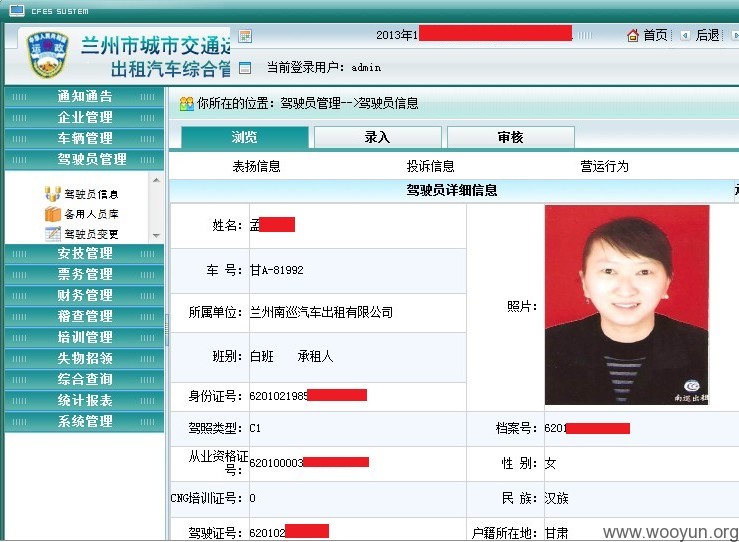 CFES SUSTEM
兰州市城市交通运
出租汽车综合管
2013年1
首页
后退
当前登录用户：admin
通知通告
企业管理
车辆管理
驾驶员管理
驾驶员信息
备用人员库
驾驶员变更
安技管理
票务管理
财务管理
稽查管理
培训管理
失物招领
综合查询
统计报表
系统管理
你所在的位置：驾驶员管理-->驾驶员信息
浏览 录入 审核
表扬信息 投诉信息 营运行为
驾驶员详细信息
姓名：孟
车 号：甘A-81992
所属单位：兰州南巡汽车出租有限公司
班别：白班 承租人
照片：
南巡出租
身份证号：6201021985
驾照类型：C1 档案号：6201
从业资格证号：620100003 性 别：女
CNG培训证号：0 民 族：汉族
驾驶证号：620102 户籍所在地：甘肃
www.wooyun.org